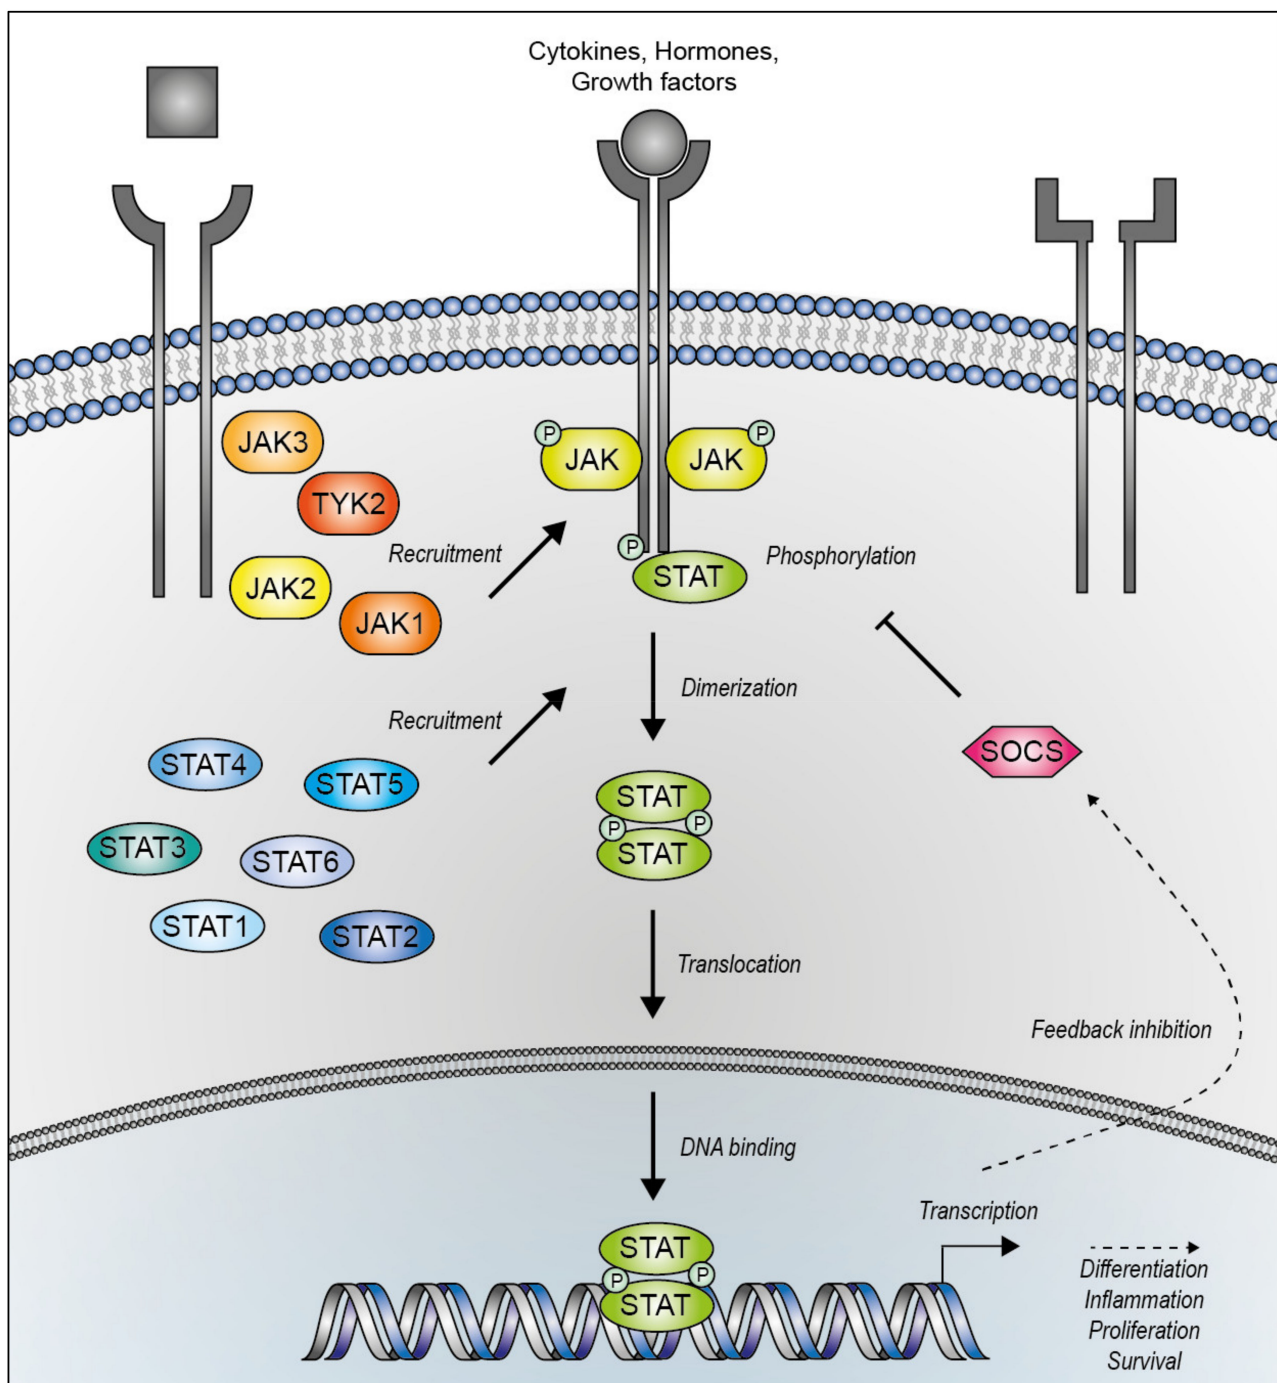 Cytokines, Hormones,
Growth factors
JAK3
TYK2
JAK2
JAK1
Recruitment
P
JAK
JAK
P
P
STAT
Phosphorylation
Dimerization
Recruitment
STAT4
STAT5
STAT3
STAT6
STAT1
STAT2
STAT
P
P
STAT
SOCS
Translocation
Feedback inhibition
DNA binding
STAT
P
P
STAT
Transcription
Differentiation
Inflammation
Proliferation
Survival